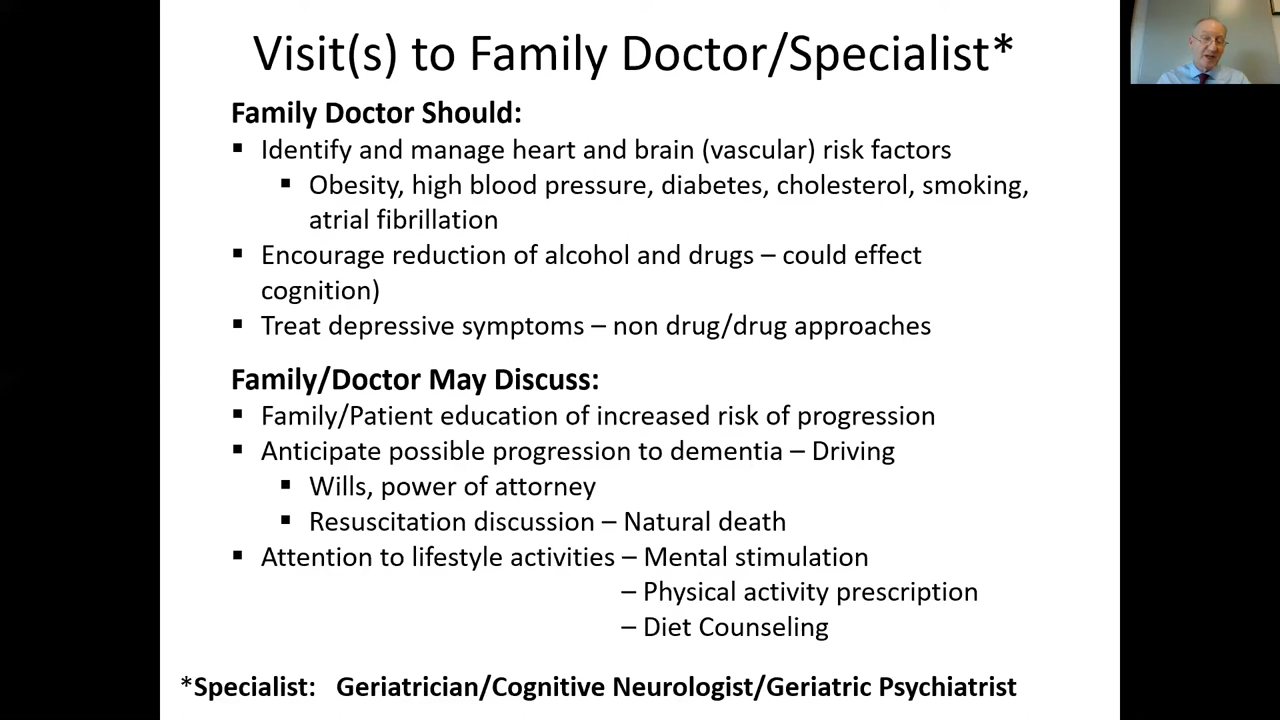 Visit(s) to Family Doctor/Specialist*
Family Doctor Should:
▪ Identify and manage heart and brain (vascular) risk factors
▪ Obesity, high blood pressure, diabetes, cholesterol, smoking,
atrial fibrillation
▪ Encourage reduction of alcohol and drugs – could effect
cognition)
▪ Treat depressive symptoms – non drug/drug approaches
Family/Doctor May Discuss:
▪ Family/Patient education of increased risk of progression
▪ Anticipate possible progression to dementia – Driving
▪ Wills, power of attorney
▪ Resuscitation discussion – Natural death
▪ Attention to lifestyle activities – Mental stimulation
– Physical activity prescription
– Diet Counseling
*Specialist: Geriatrician/Cognitive Neurologist/Geriatric Psychiatrist